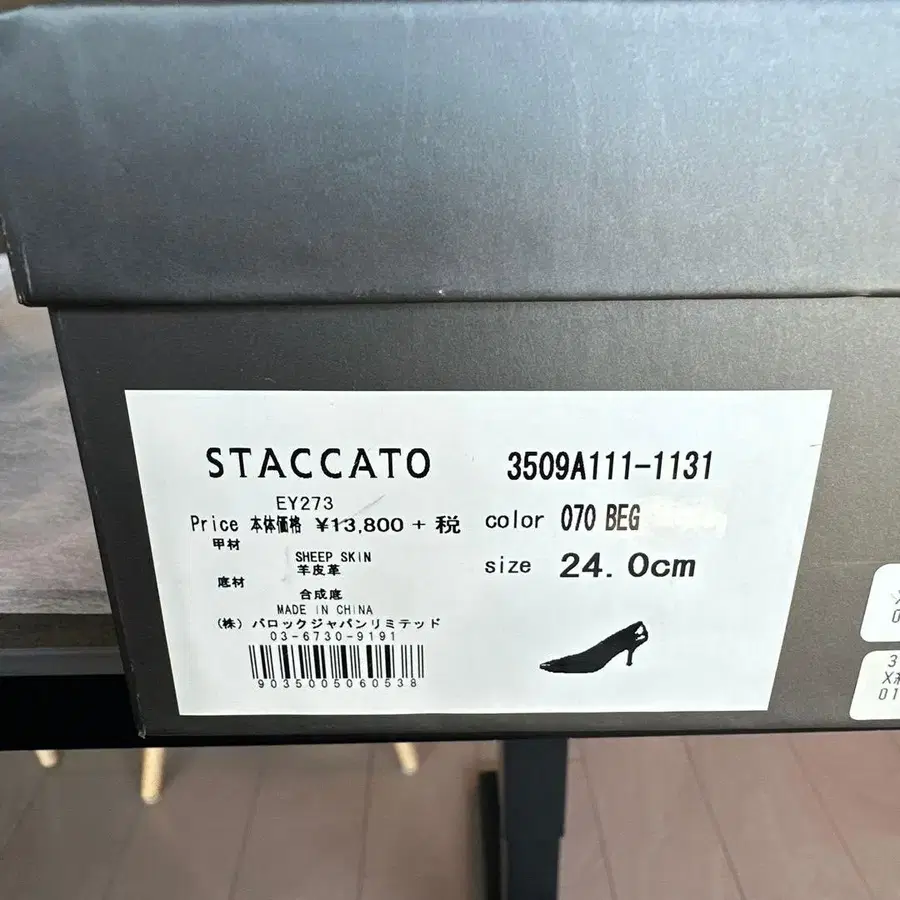 STACCATO 3509A111-1131
EY273
Price 本体価格 ¥13,800 + 税 color 070 BEG
甲材
SHEEP SKIN size 24.0cm
羊皮革
底材
合成底
MADE IN CHINA
(株) バロックジャパンリミテッド
03-6730-9191
9035005060538